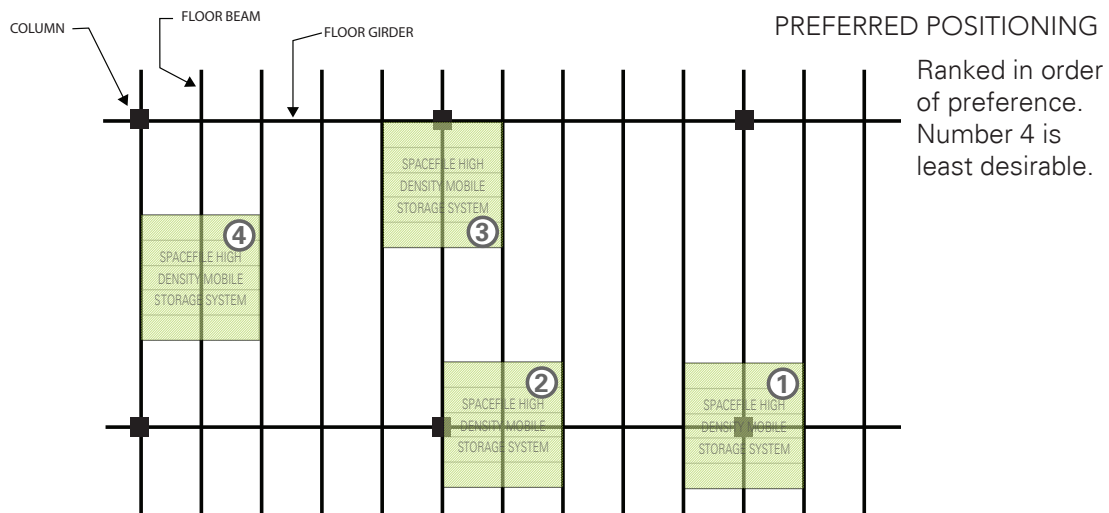 COLUMN
FLOOR BEAM
FLOOR GIRDER
PREFERRED POSITIONING
Ranked in order
of preference.
Number 4 is
least desirable.
SPACEFILE HIGH
DENSITY MOBILE
STORAGE SYSTEM
3
4
SPACEFILE HIGH
DENSITY MOBILE
STORAGE SYSTEM
2
SPACEFILE HIGH
DENSITY MOBILE
STORAGE SYSTEM
1
SPACEFILE HIGH
DENSITY MOBILE
STORAGE SYSTEM